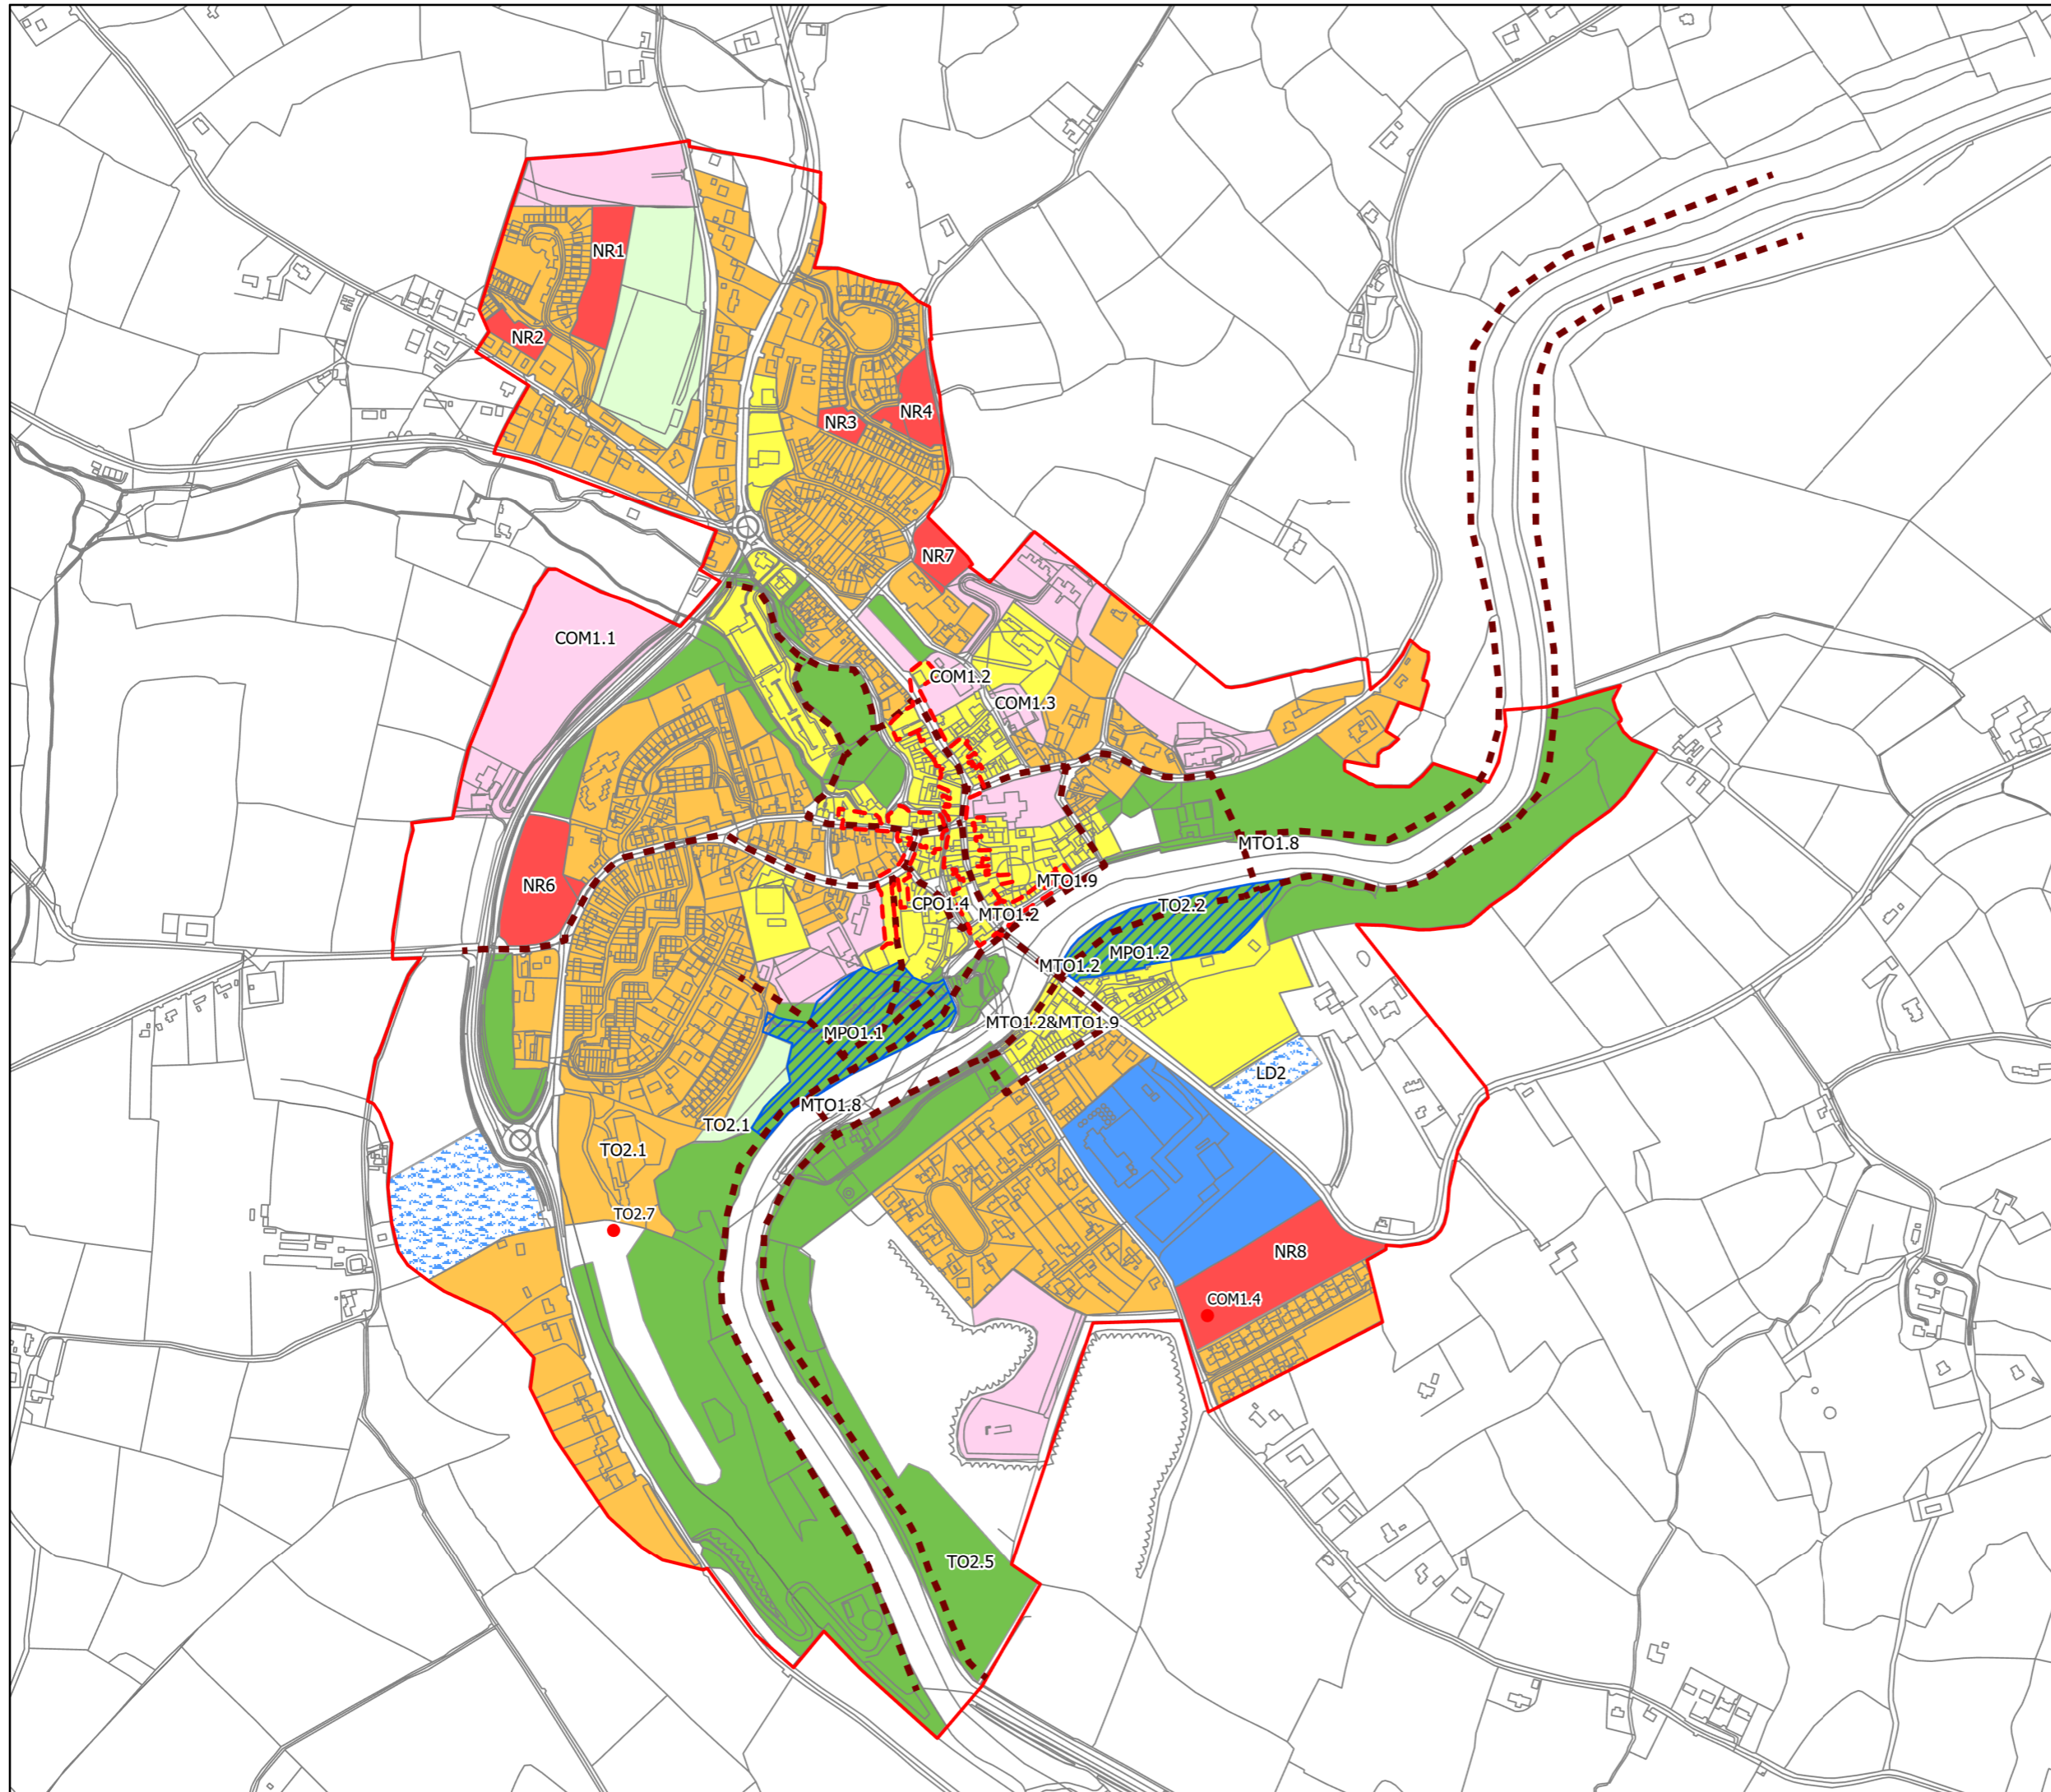 NR1
NR2
NR3
NR4
NR7
COM1.1
COM1.2
COM1.3
MTO1.8
NR6
MTO1.9
CPO1.4
TO2.2
MTO1.2
MPO1.2
MTO1.2
MTO1.2&MTO1.9
MPO1.1
LD2
MTO1.8
TO2.1
TO2.1
TO2.7
NR8
COM1.4
TO2.5